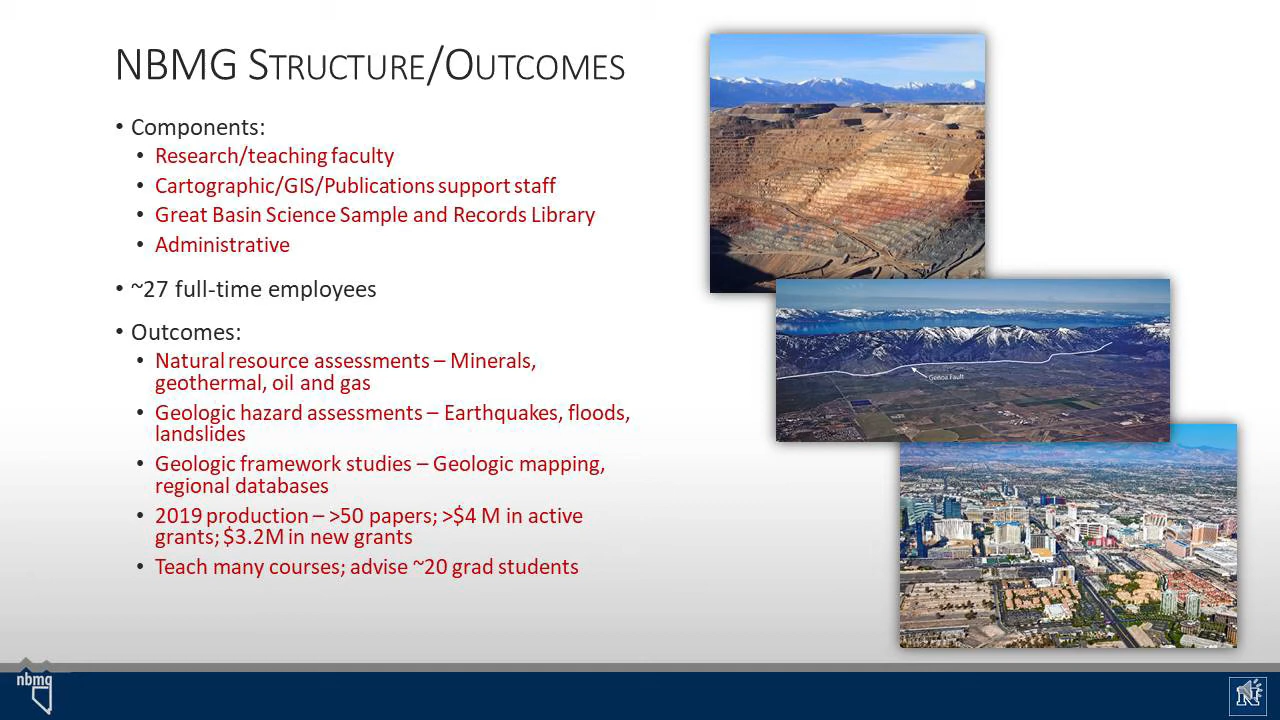 NBMG STRUCTURE/OUTCOMES
• Components:
• Research/teaching faculty
• Cartographic/GIS/Publications support staff
• Great Basin Science Sample and Records Library
• Administrative
• ~27 full-time employees
• Outcomes:
• Natural resource assessments – Minerals,
geothermal, oil and gas
• Geologic hazard assessments – Earthquakes, floods,
landslides
• Geologic framework studies – Geologic mapping,
regional databases
• 2019 production – >50 papers; >$4 M in active
grants; $3.2M in new grants
• Teach many courses; advise ~20 grad students
Genoa Fault
nbmg
N